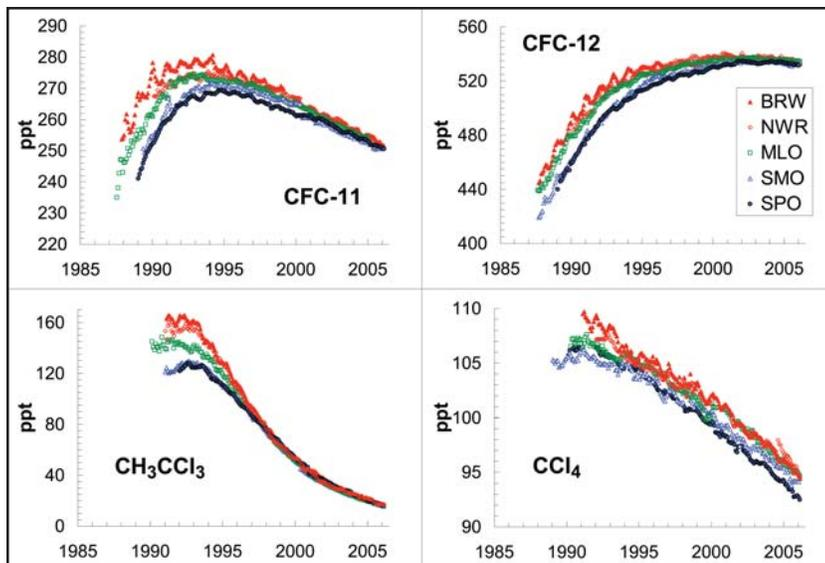 290
280
270
260
250
240
230
220
ppt
CFC-11
1985 1990 1995 2000 2005
560
520
480
440
400
ppt
CFC-12
BRW
NWR
MLO
SMO
SPO
1985 1990 1995 2000 2005
160
120
80
40
0
ppt
CH₃CCl₃
1985 1990 1995 2000 2005
110
105
100
95
90
ppt
CCl₄
1985 1990 1995 2000 2005